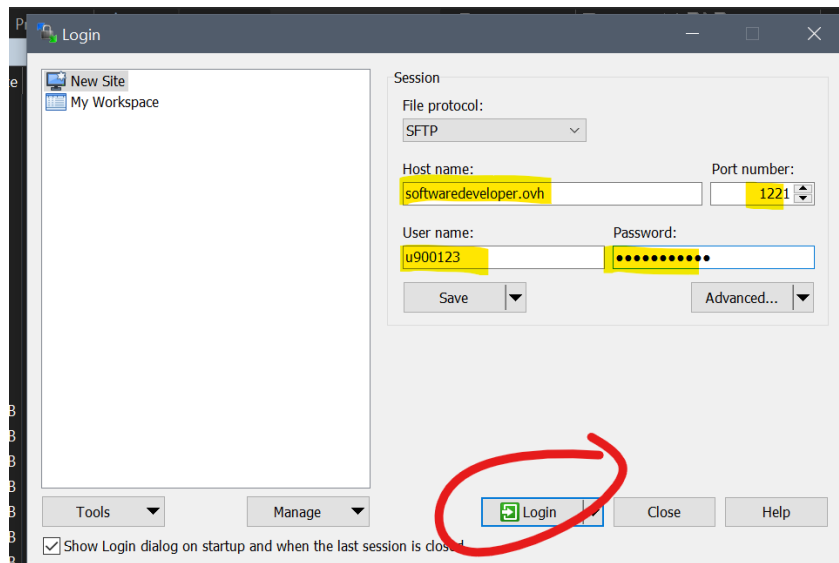 Login
New Site
My Workspace
Session
File protocol:
SFTP
Host name:
Port number:
softwaredeveloper.ovh
1221
User name:
Password:
u900123
•••••••••••
Save
Advanced...
Tools
Manage
Login
Close
Help
Show Login dialog on startup and when the last session is closed